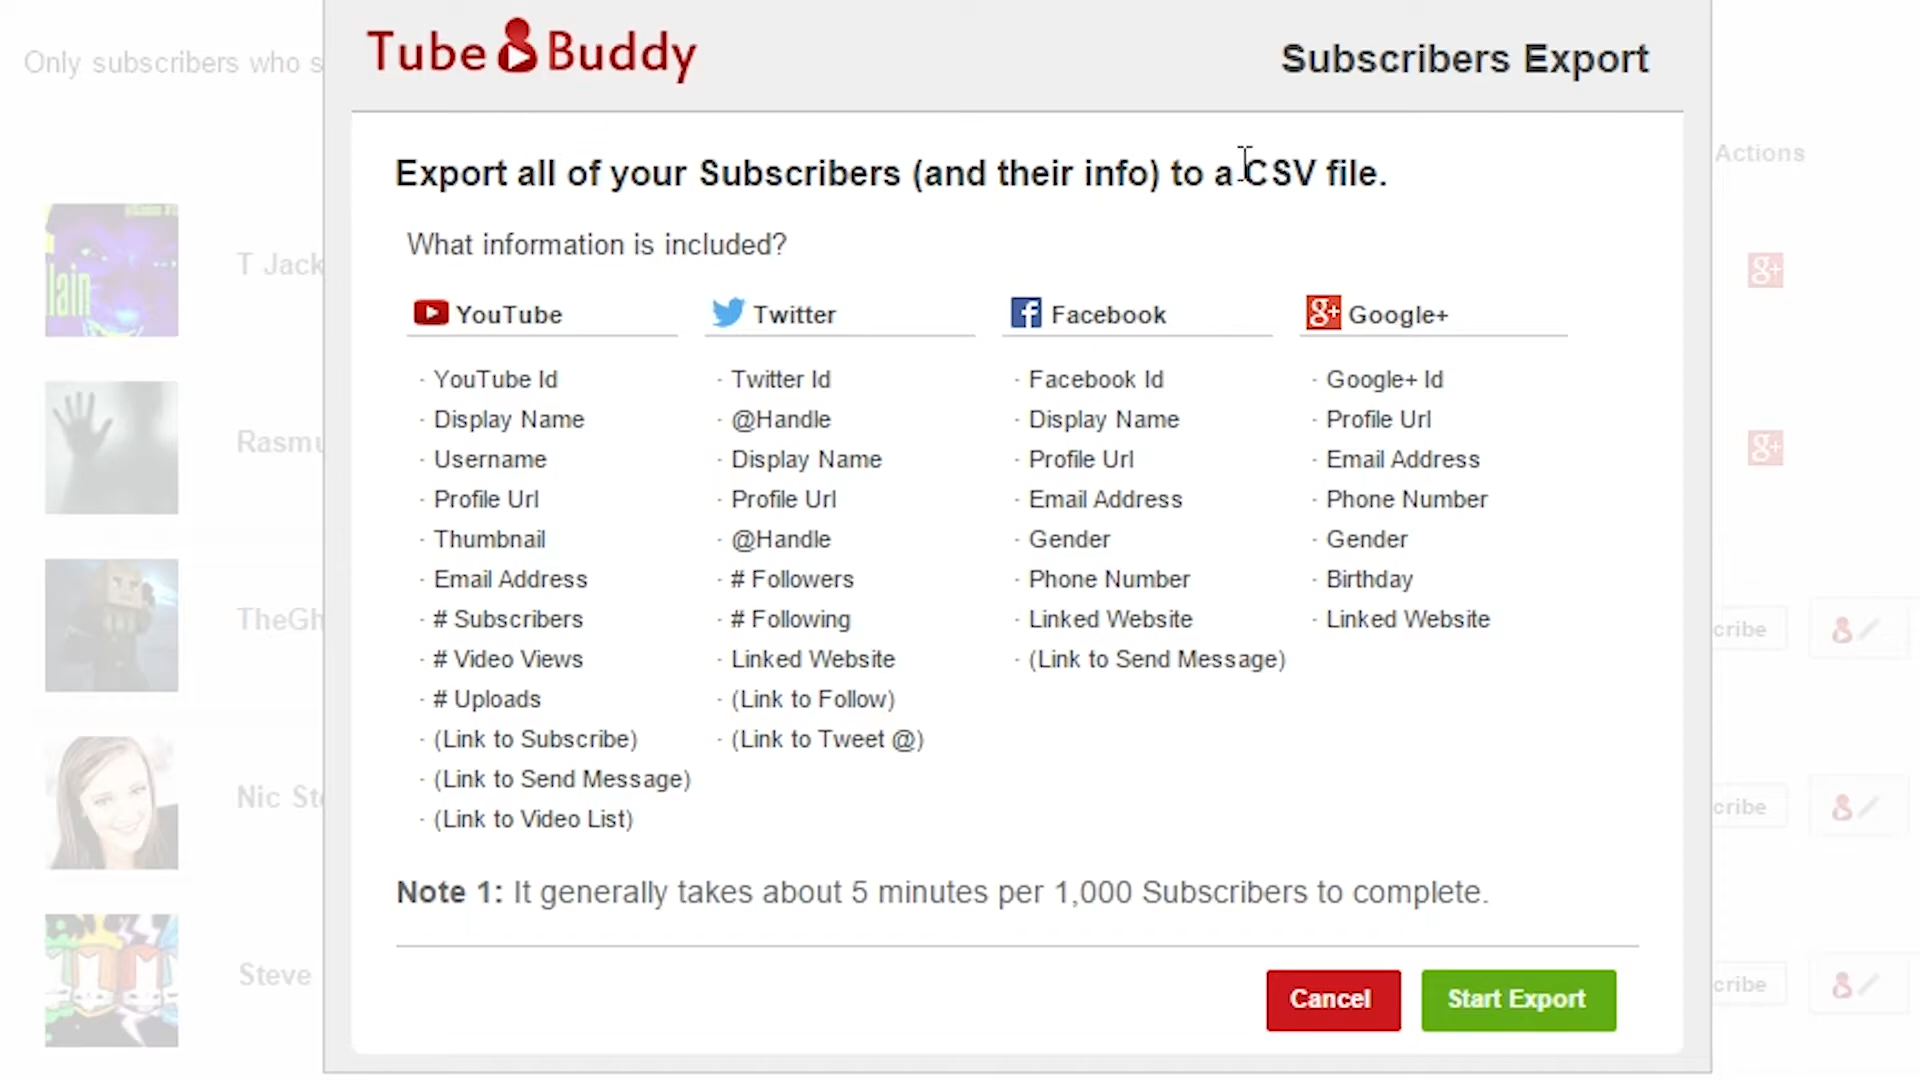 Only subscribers who s
Tube Buddy
Subscribers Export
Actions
Export all of your Subscribers (and their info) to a CSV file.
What information is included?
YouTube
· YouTube Id
· Display Name
· Username
· Profile Url
· Thumbnail
· Email Address
· # Subscribers
· # Video Views
· # Uploads
· (Link to Subscribe)
· (Link to Send Message)
· (Link to Video List)
Twitter
· Twitter Id
· @Handle
· Display Name
· Profile Url
· @Handle
· # Followers
· # Following
· Linked Website
· (Link to Follow)
· (Link to Tweet @)
Facebook
· Facebook Id
· Display Name
· Profile Url
· Email Address
· Gender
· Phone Number
· Linked Website
· (Link to Send Message)
g+ Google+
· Google+ Id
· Profile Url
· Email Address
· Phone Number
· Gender
· Birthday
· Linked Website
Note 1: It generally takes about 5 minutes per 1,000 Subscribers to complete.
Cancel
Start Export
T Jack
lain
g+
Rasmu
g+
TheGh
cribe
Nic Ste
cribe
Steve
cribe